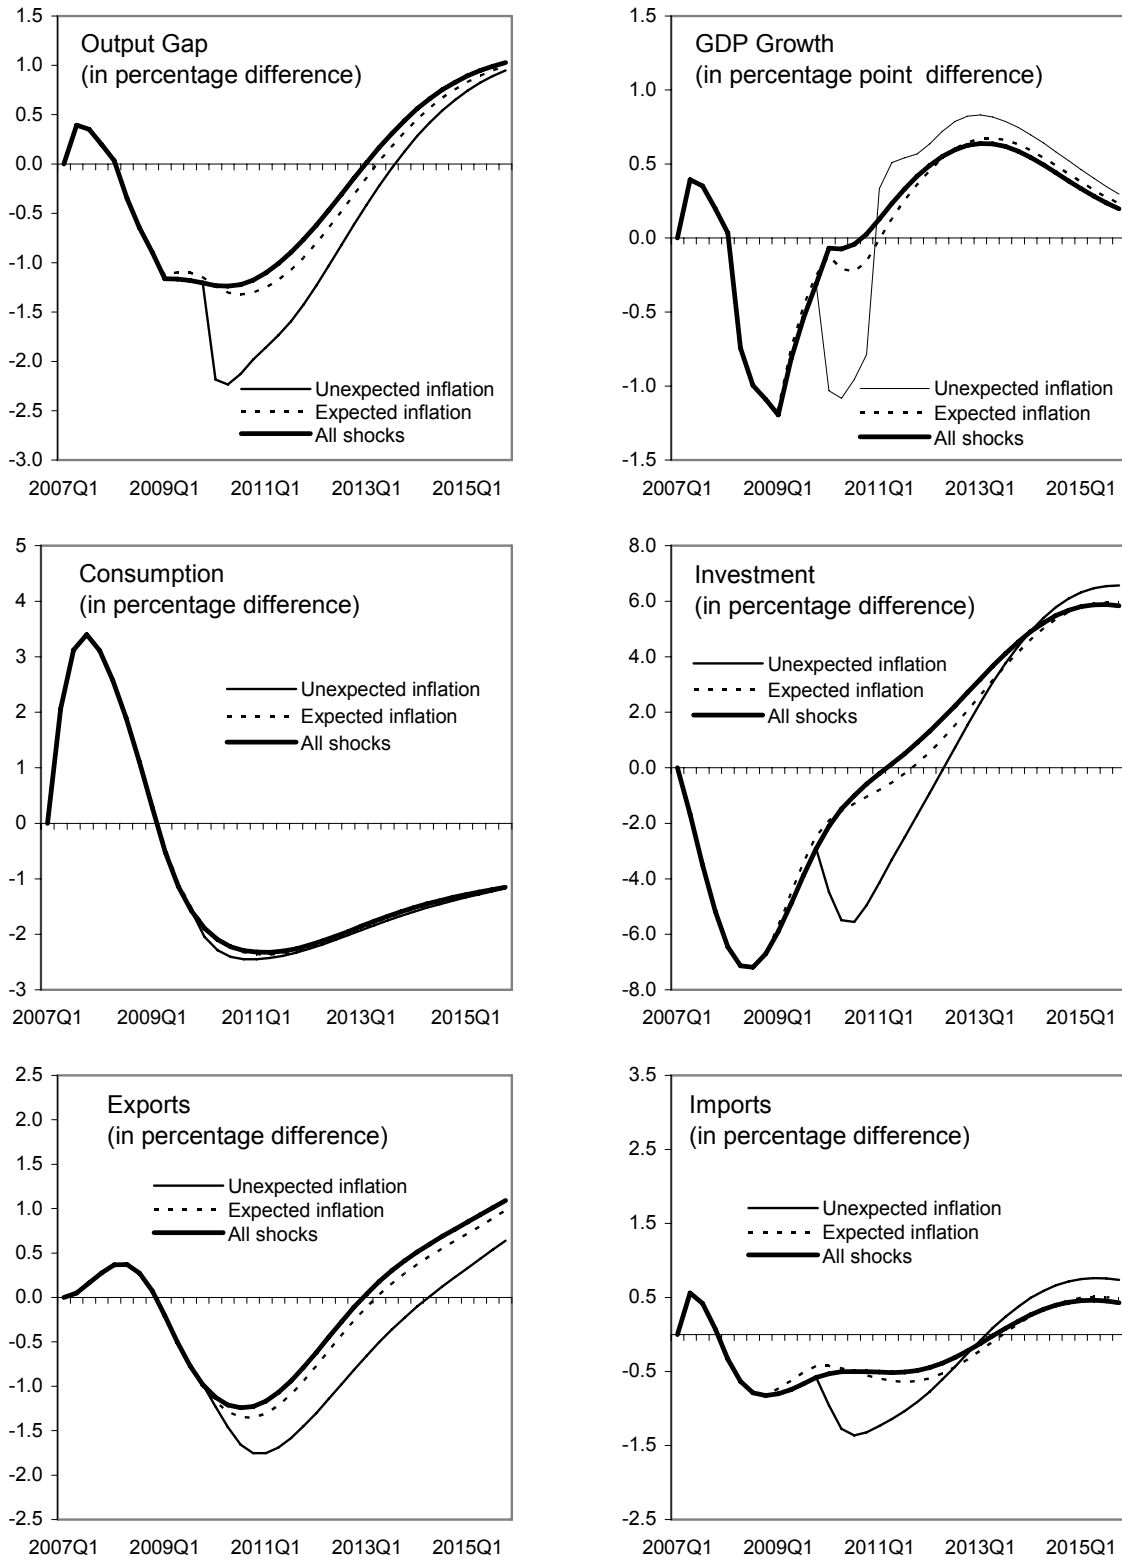 Output Gap
(in percentage difference)
1.5
1.0
0.5
0.0
-0.5
-1.0
-1.5
-2.0
-2.5
-3.0
Unexpected inflation
Expected inflation
All shocks
2007Q1 2009Q1 2011Q1 2013Q1 2015Q1
GDP Growth
(in percentage point difference)
1.5
1.0
0.5
0.0
-0.5
-1.0
-1.5
Unexpected inflation
Expected inflation
All shocks
2007Q1 2009Q1 2011Q1 2013Q1 2015Q1
Consumption
(in percentage difference)
5
4
3
2
1
0
-1
-2
-3
Unexpected inflation
Expected inflation
All shocks
2007Q1 2009Q1 2011Q1 2013Q1 2015Q1
Investment
(in percentage difference)
8.0
6.0
4.0
2.0
0.0
-2.0
-4.0
-6.0
-8.0
Unexpected inflation
Expected inflation
All shocks
2007Q1 2009Q1 2011Q1 2013Q1 2015Q1
Exports
(in percentage difference)
2.5
2.0
1.5
1.0
0.5
0.0
-0.5
-1.0
-1.5
-2.0
-2.5
Unexpected inflation
Expected inflation
All shocks
2007Q1 2009Q1 2011Q1 2013Q1 2015Q1
Imports
(in percentage difference)
3.5
2.5
1.5
0.5
-0.5
-1.5
-2.5
Unexpected inflation
Expected inflation
All shocks
2007Q1 2009Q1 2011Q1 2013Q1 2015Q1